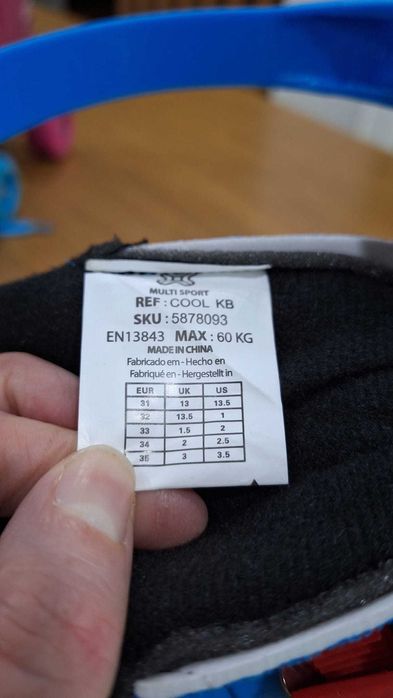 MULTI SPORT
REF : COOL KB
SKU : 5878093
EN13843 MAX : 60 KG
MADE IN CHINA
Fabricado em - Hecho en
Fabriqué en - Hergestellt in
EUR UK US
31 13 13.5
32 13.5 1
33 1.5 2
34 2 2.5
35 3 3.5